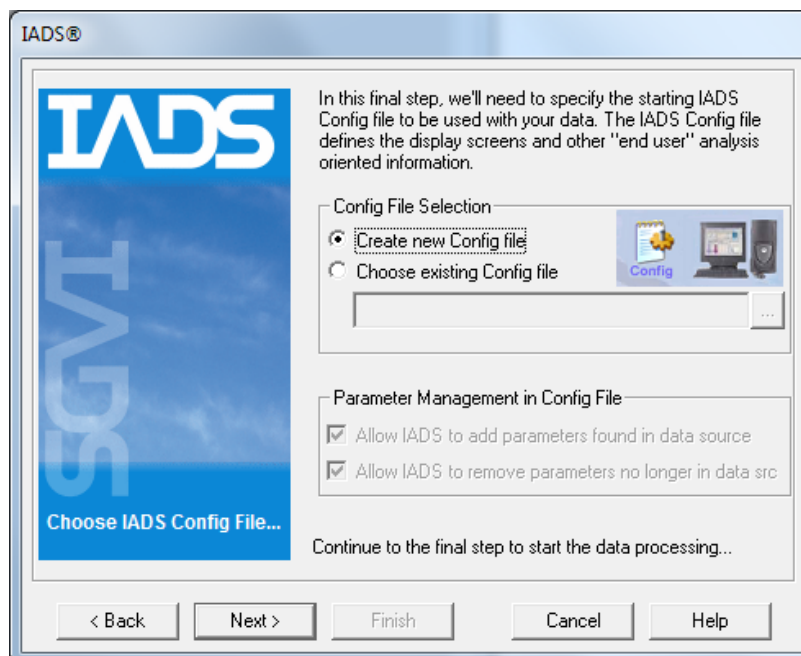 IADS®
IADS
SGVI
Choose IADS Config File...
In this final step, we'll need to specify the starting IADS
Config file to be used with your data. The IADS Config file
defines the display screens and other "end user" analysis
oriented information.
Config File Selection
Create new Config file
Config
Choose existing Config file
...
Parameter Management in Config File
Allow IADS to add parameters found in data source
Allow IADS to remove parameters no longer in data src
Continue to the final step to start the data processing...
< Back
Next >
Finish
Cancel
Help